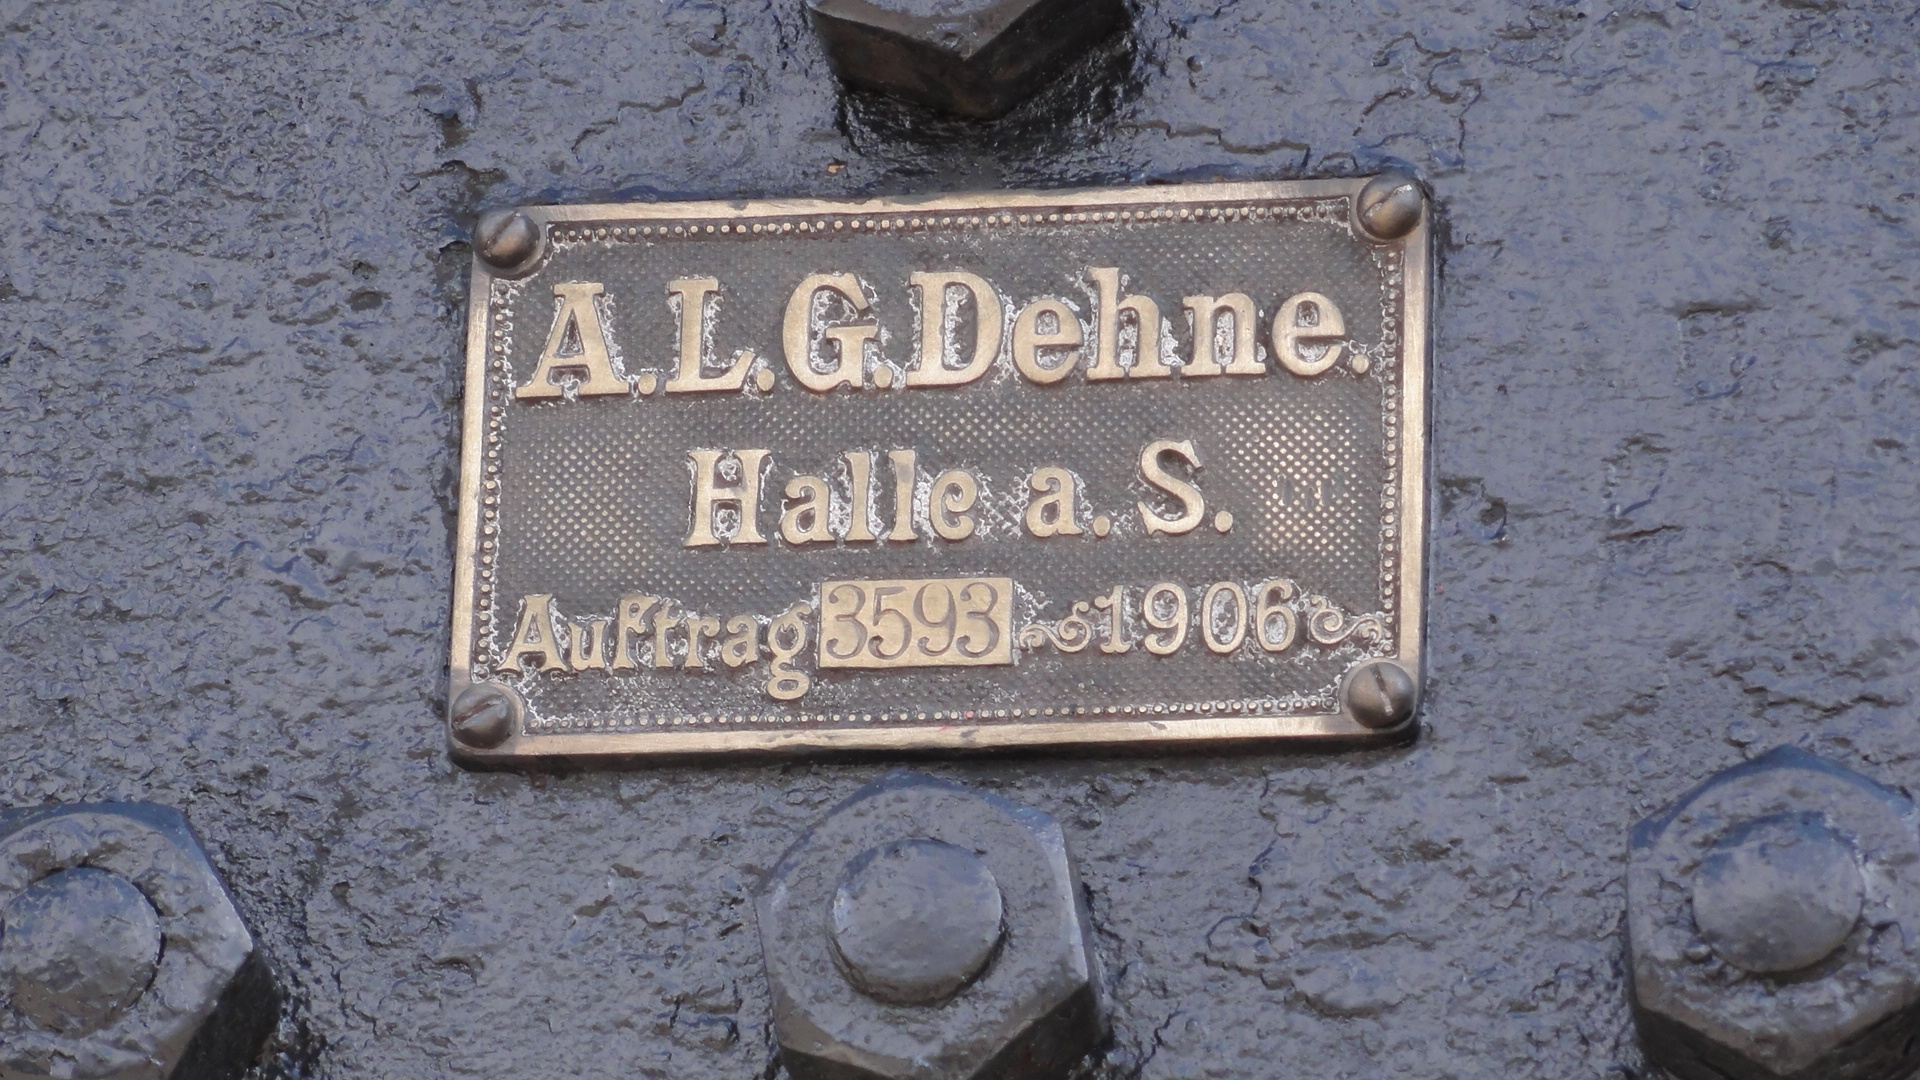 A.L.G.Dehne.
Halle a. S.
Auftrag 3593 1906